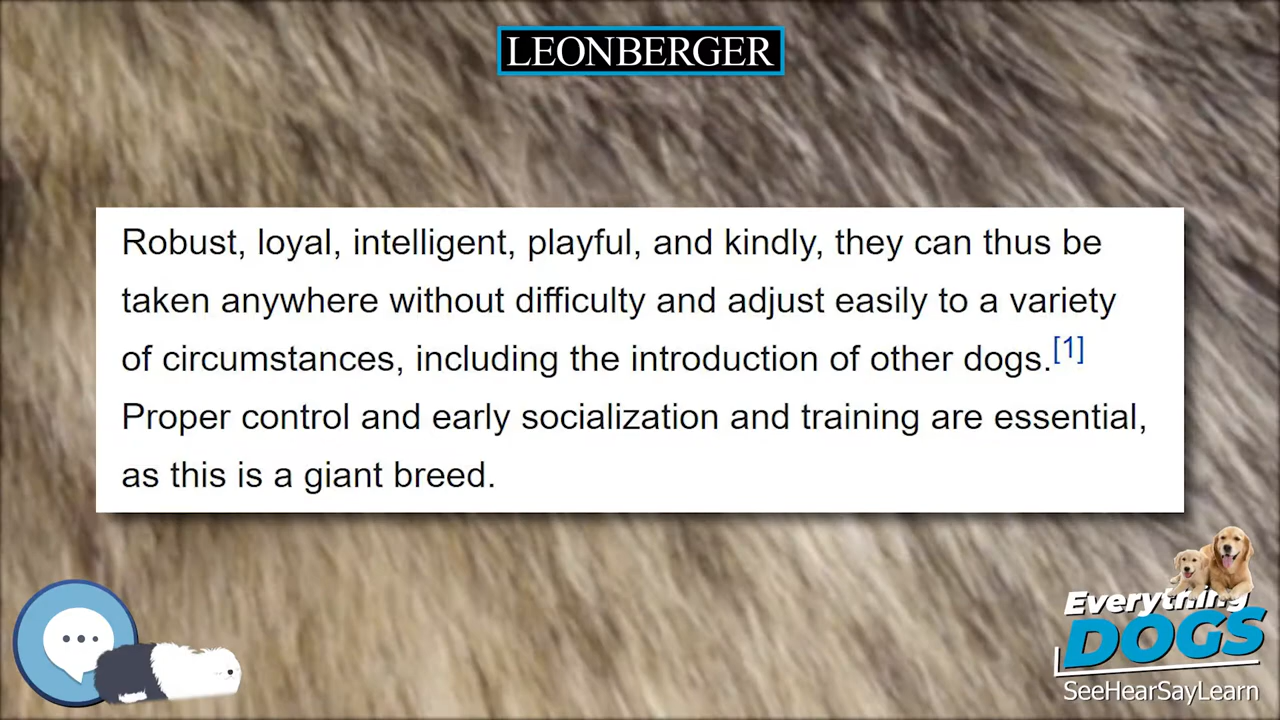 LEONBERGER
Robust, loyal, intelligent, playful, and kindly, they can thus be
taken anywhere without difficulty and adjust easily to a variety
of circumstances, including the introduction of other dogs.[1]
Proper control and early socialization and training are essential,
as this is a giant breed.
Everything
DOGS
SeeHearSayLearn